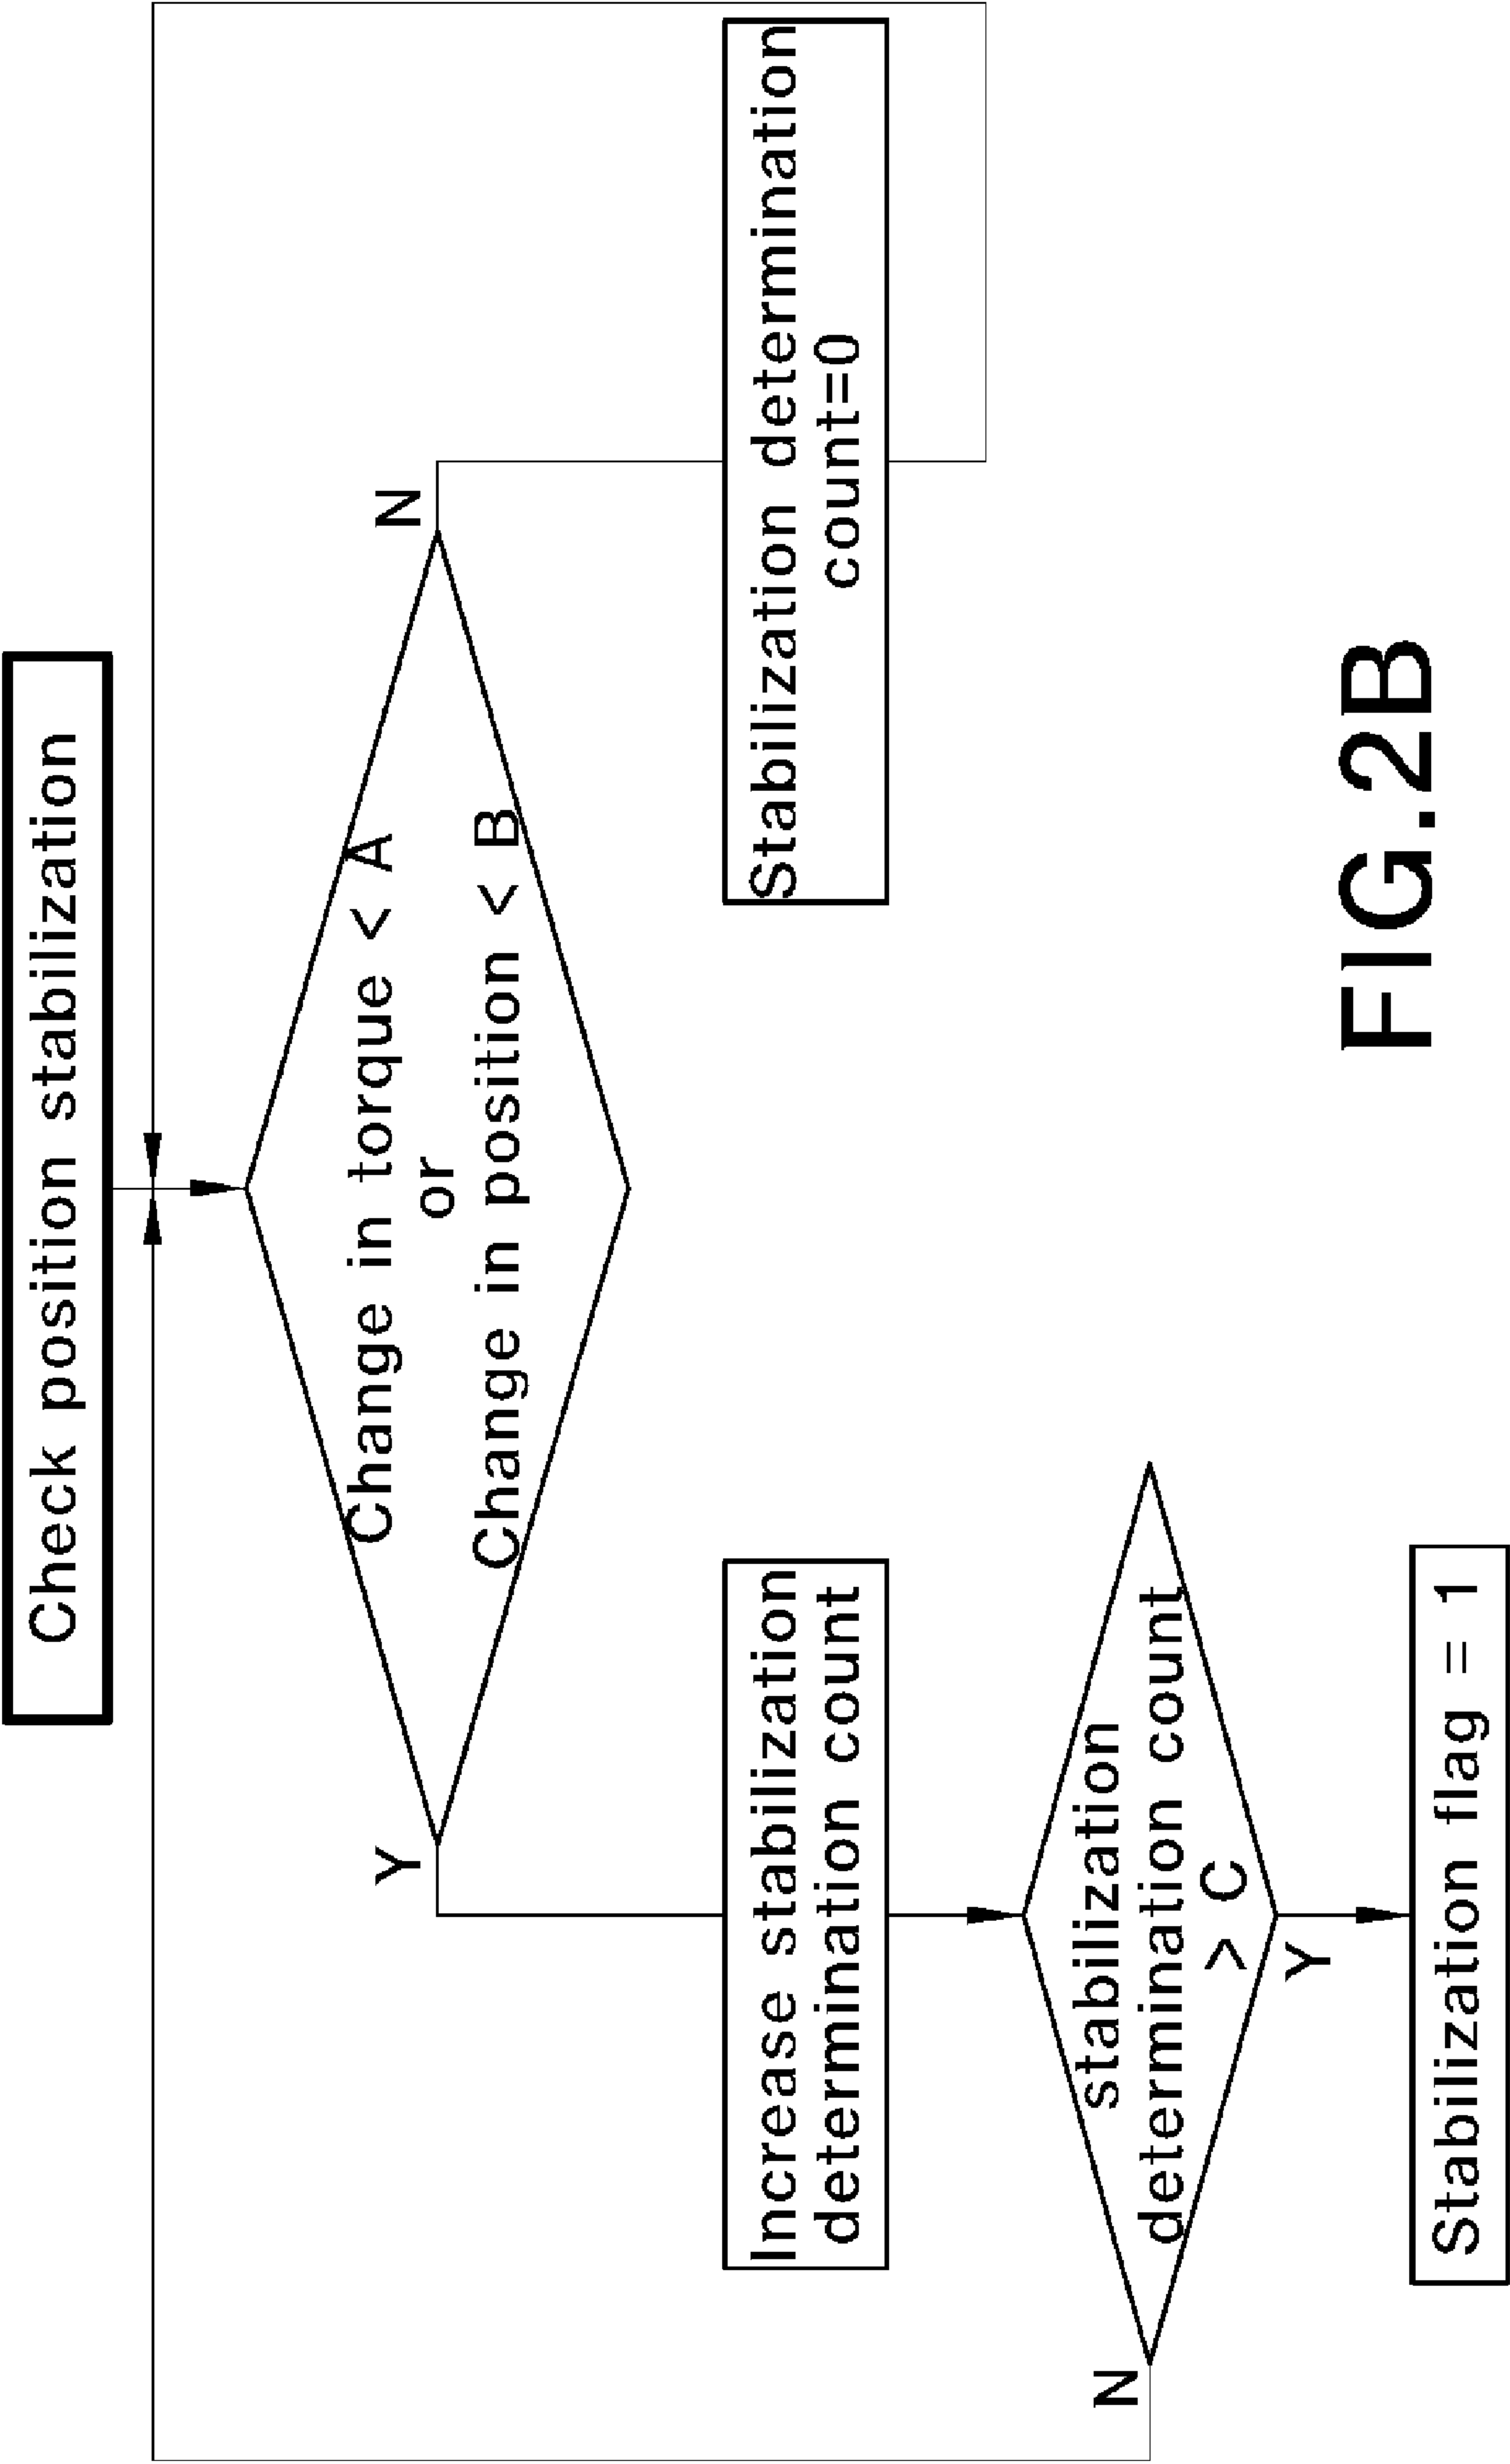 Check position stabilization
Change in torque < A
or
Change in position < B
Y
N
Increase stabilization
determination count
Stabilization determination
count=0
stabilization
determination count
> C
N
Y
Stabilization flag = 1
FIG.2B